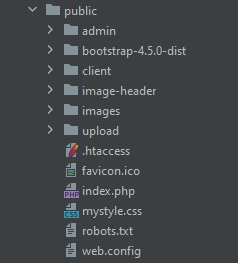 public
admin
bootstrap-4.5.0-dist
client
image-header
images
upload
.htaccess
favicon.ico
index.php
mystyle.css
robots.txt
web.config